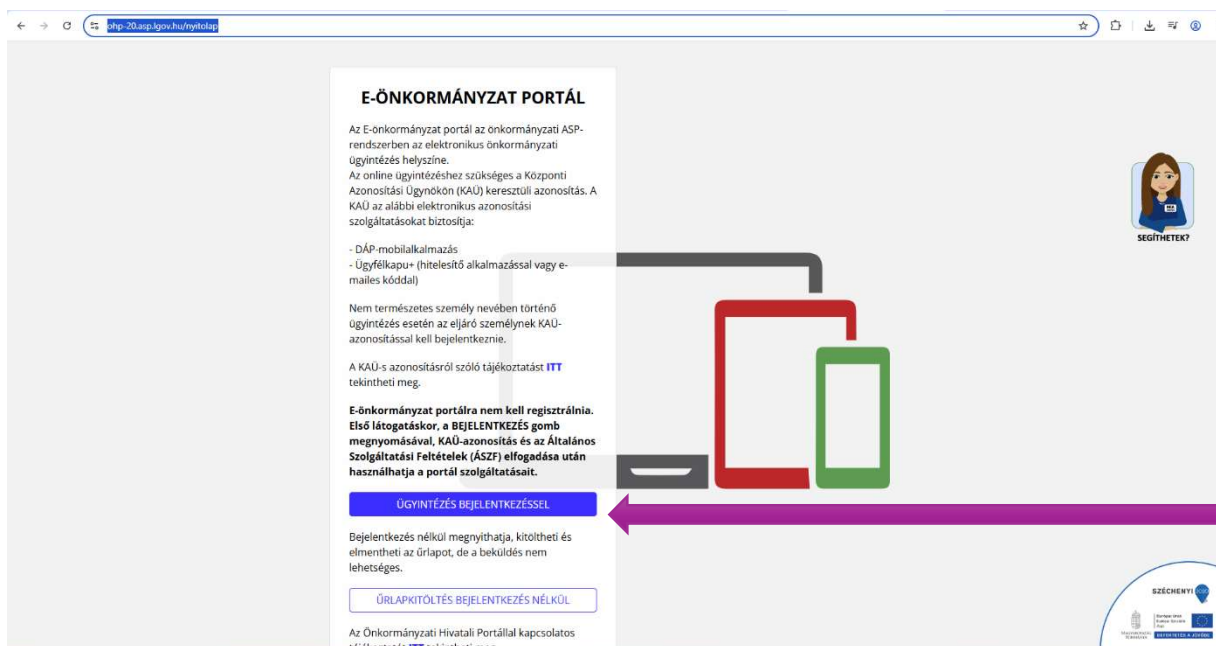 ohp-20.asp.lgov.hu/nyitolap
E-ÖNKORMÁNYZAT PORTÁL
Az E-önkormányzat portál az önkormányzati ASP-
rendszerben az elektronikus önkormányzati
ügyintézés helyszíne.
Az online ügyintézéshez szükséges a Központi
Azonosítási Ügynökön (KAÜ) keresztüli azonosítás. A
KAÜ az alábbi elektronikus azonosítási
szolgáltatásokat biztosítja:
- DÁP-mobilalkalmazás
- Ügyfélkapu+ (hitelesítő alkalmazással vagy e-
mailes kóddal)
Nem természetes személy nevében történő
ügyintézés esetén az eljáró személynek KAÜ-
azonosítással kell bejelentkeznie.
A KAÜ-s azonosításról szóló tájékoztatást ITT
tekintheti meg.
E-önkormányzat portálra nem kell regisztrálnia.
Első látogatáskor, a BEJELENTKEZÉS gomb
megnyomásával, KAÜ-azonosítás és az Általános
Szolgáltatási Feltételek (ÁSZF) elfogadása után
használhatja a portál szolgáltatásait.
ÜGYINTÉZÉS BEJELENTKEZÉSSEL
Bejelentkezés nélkül megnyithatja, kitöltheti és
elmentheti az űrlapot, de a beküldés nem
lehetséges.
ŰRLAPKITÖLTÉS BEJELENTKEZÉS NÉLKÜL
Az Önkormányzati Hivatali Portállal kapcsolatos
SEGÍTHETEK?
SZÉCHENYI